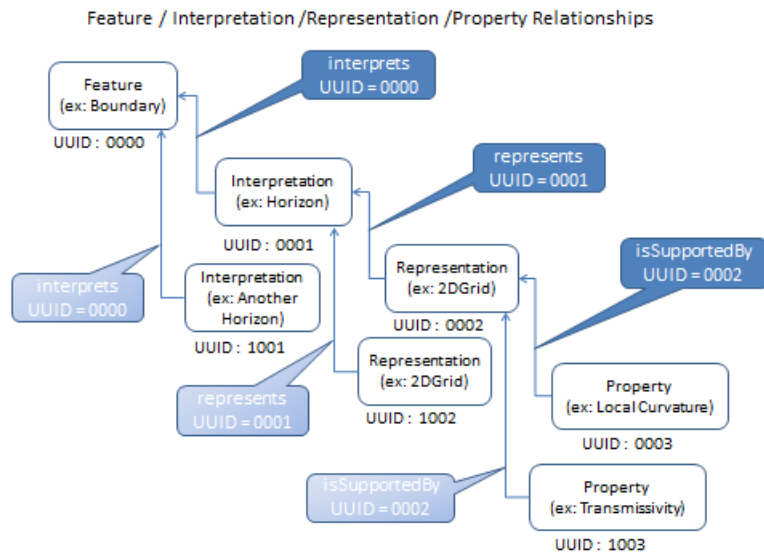 Feature / Interpretation /Representation /Property Relationships
interprets
UUID = 0000
Feature
(ex: Boundary)
UUID : 0000
represents
UUID = 0001
Interpretation
(ex: Horizon)
UUID : 0001
isSupportedBy
UUID = 0002
Representation
(ex: 2DGrid)
UUID : 0002
interprets
UUID = 0000
Interpretation
(ex: Another
Horizon)
UUID : 1001
Representation
(ex: 2DGrid)
UUID : 1002
represents
UUID = 0001
Property
(ex: Local Curvature)
UUID : 0003
isSupportedBy
UUID = 0002
Property
(ex: Transmissivity)
UUID : 1003